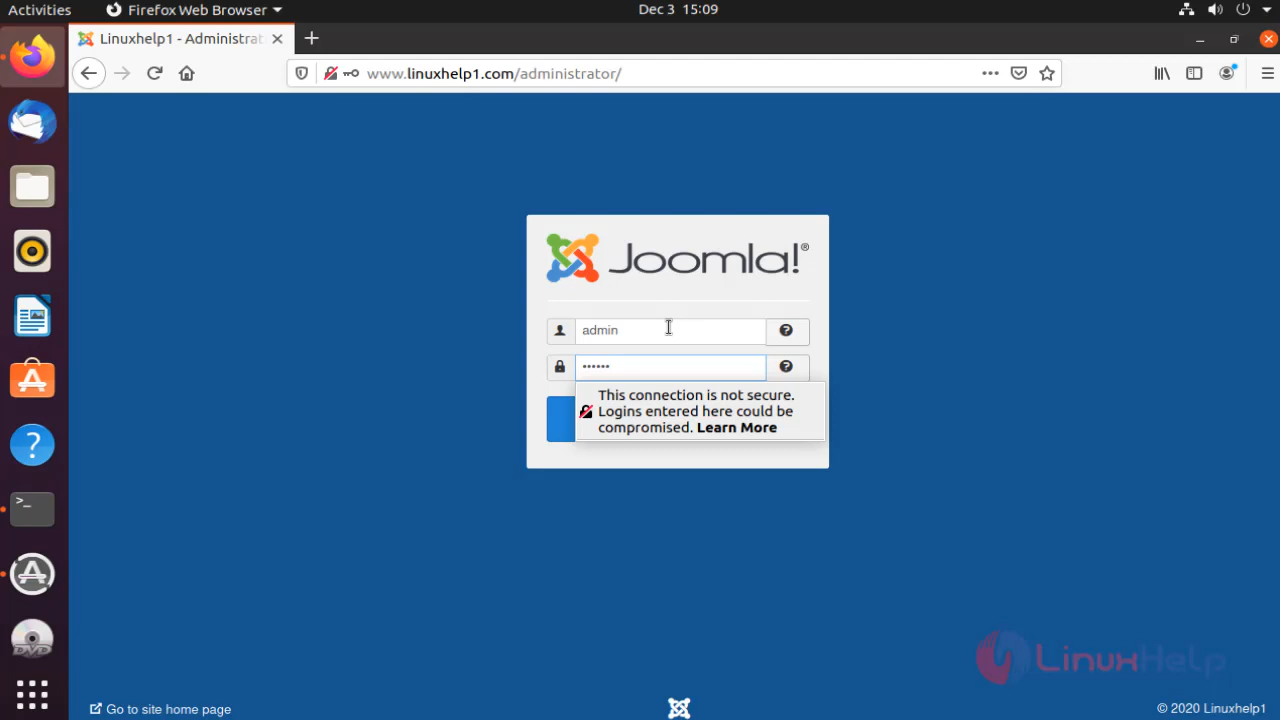 Activities
Firefox Web Browser
Dec 3 15:09
Linuxhelp1 - Administrat
www.linuxhelp1.com/administrator/
Joomla!®
admin
••••••
This connection is not secure.
Logins entered here could be
compromised. Learn More
>_
DVD
LinuxHelp
Go to site home page
© 2020 Linuxhelp1